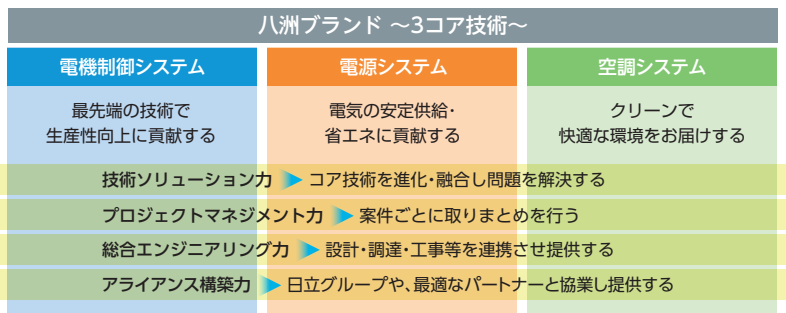 八洲ブランド ～3コア技術～
電機制御システム
最先端の技術で
生産性向上に貢献する
電源システム
電気の安定供給・
省エネに貢献する
空調システム
クリーンで
快適な環境をお届けする
技術ソリューション力 コア技術を進化・融合し問題を解決する
プロジェクトマネジメント力 案件ごとに取りまとめを行う
総合エンジニアリング力 設計・調達・工事等を連携させ提供する
アライアンス構築力 日立グループや、最適なパートナーと協業し提供する